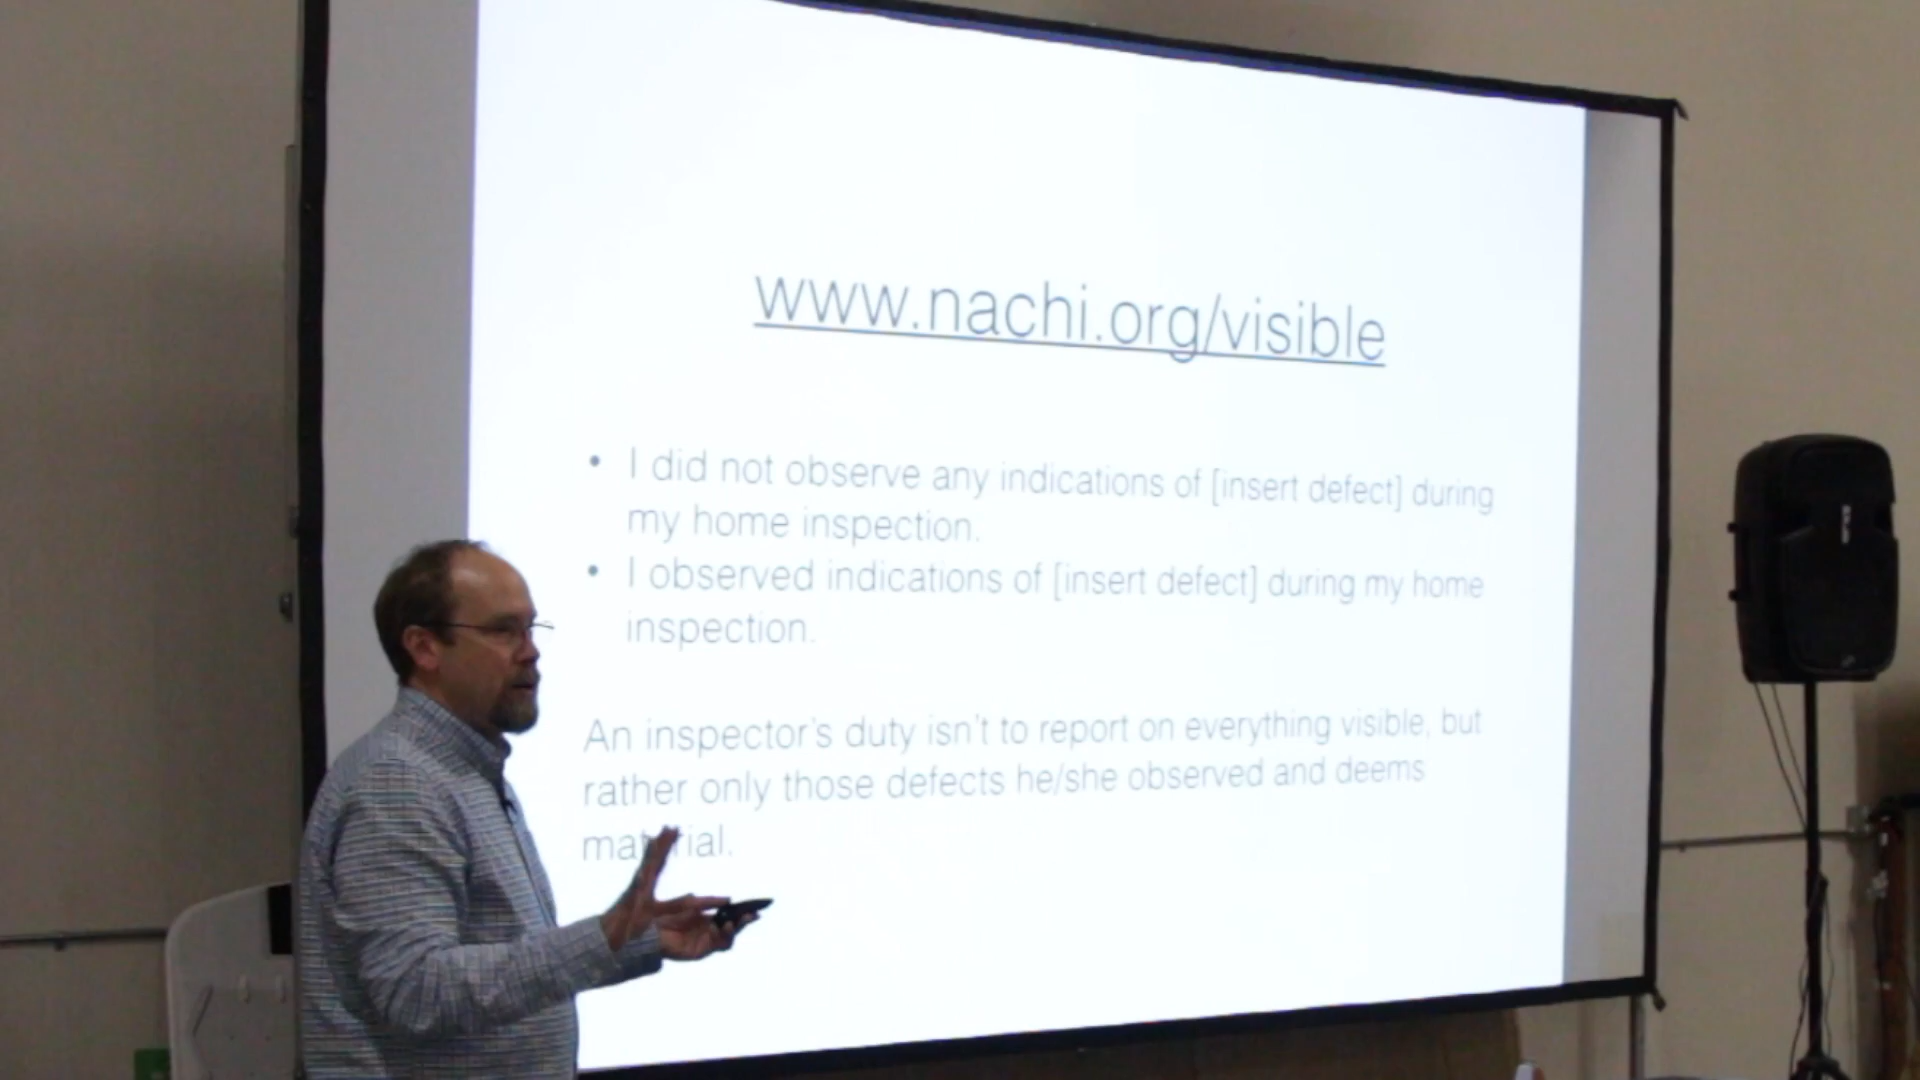 www.nachi.org/visible
• I did not observe any indications of [insert defect] during
my home inspection.
• I observed indications of [insert defect] during my home
inspection.
An inspector's duty isn't to report on everything visible, but
rather only those defects he/she observed and deems
material.